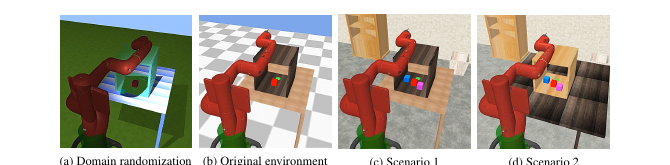 (a) Domain randomization
(b) Original environment
(c) Scenario 1
(d) Scenario 2